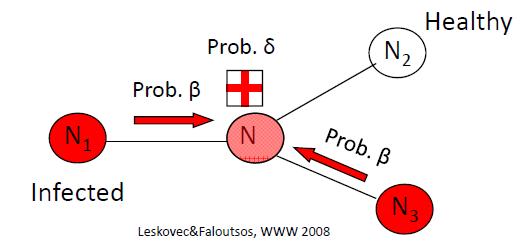 Healthy
Prob. δ
N2
Prob. β
N1
N
Prob. β
Infected
N3
Leskovec&Faloutsos, WWW 2008